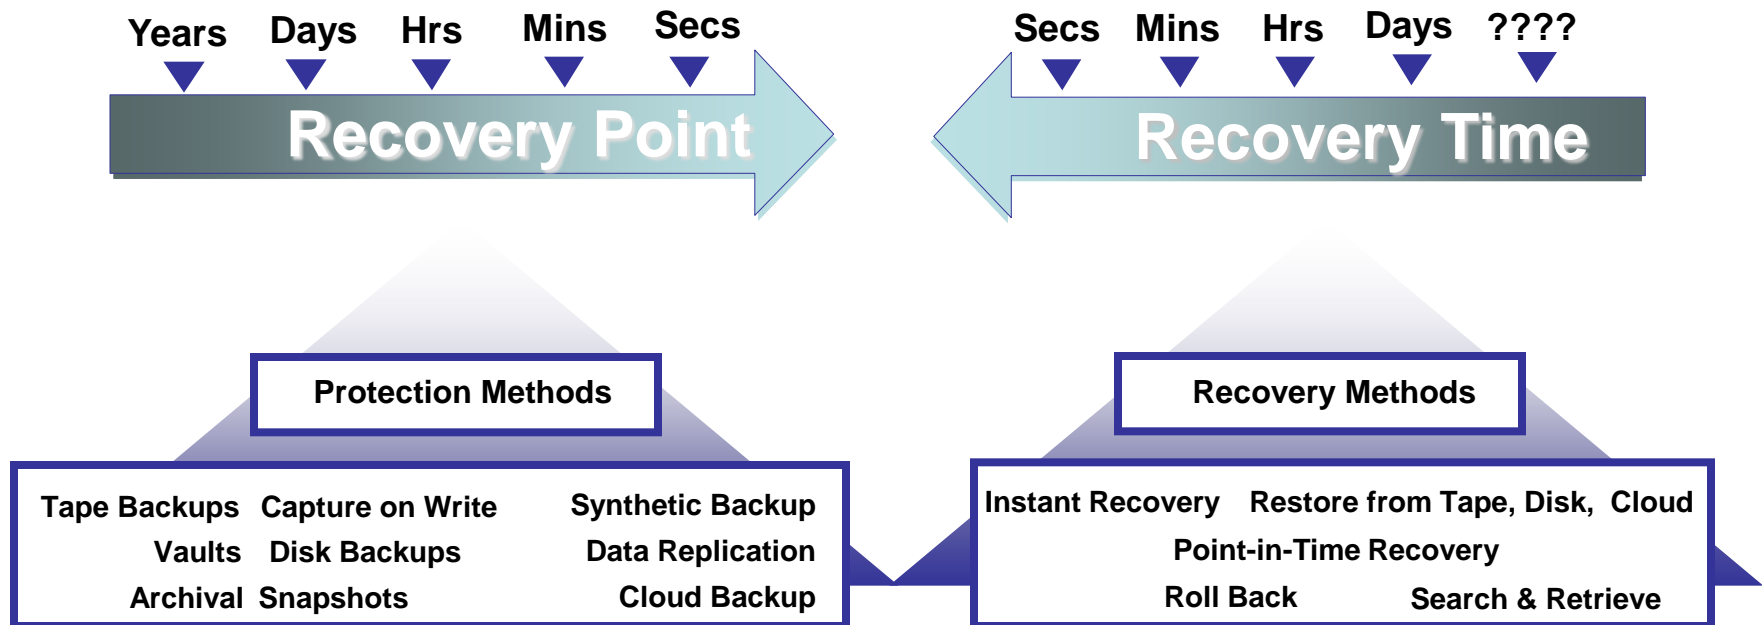 Years Days Hrs Mins Secs
Secs Mins Hrs Days ????
Recovery Point
Recovery Time
Protection Methods
Recovery Methods
Tape Backups Capture on Write Synthetic Backup
Vaults Disk Backups Data Replication
Archival Snapshots Cloud Backup
Instant Recovery Restore from Tape, Disk, Cloud
Point-in-Time Recovery
Roll Back Search & Retrieve